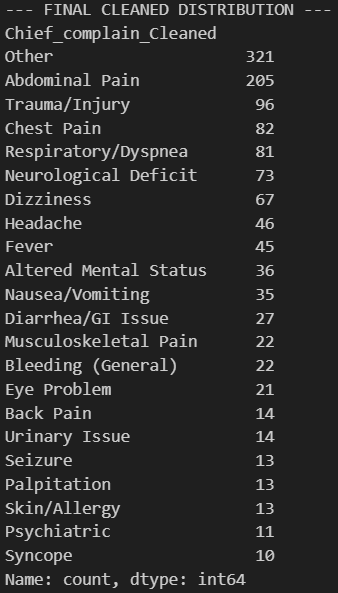 --- FINAL CLEANED DISTRIBUTION ---
Chief_complain_Cleaned
Other 321
Abdominal Pain 205
Trauma/Injury 96
Chest Pain 82
Respiratory/Dyspnea 81
Neurological Deficit 73
Dizziness 67
Headache 46
Fever 45
Altered Mental Status 36
Nausea/Vomiting 35
Diarrhea/GI Issue 27
Musculoskeletal Pain 22
Bleeding (General) 22
Eye Problem 21
Back Pain 14
Urinary Issue 14
Seizure 13
Palpitation 13
Skin/Allergy 13
Psychiatric 11
Syncope 10
Name: count, dtype: int64